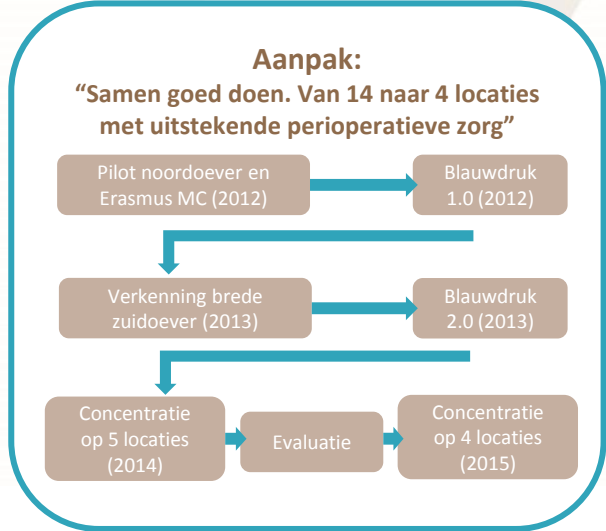 Aanpak:
“Samen goed doen. Van 14 naar 4 locaties
met uitstekende perioperatieve zorg”
Pilot noordoever en
Erasmus MC (2012)
Blauwdruk
1.0 (2012)
Verkenning brede
zuidoever (2013)
Blauwdruk
2.0 (2013)
Concentratie
op 5 locaties
(2014)
Evaluatie
Concentratie
op 4 locaties
(2015)